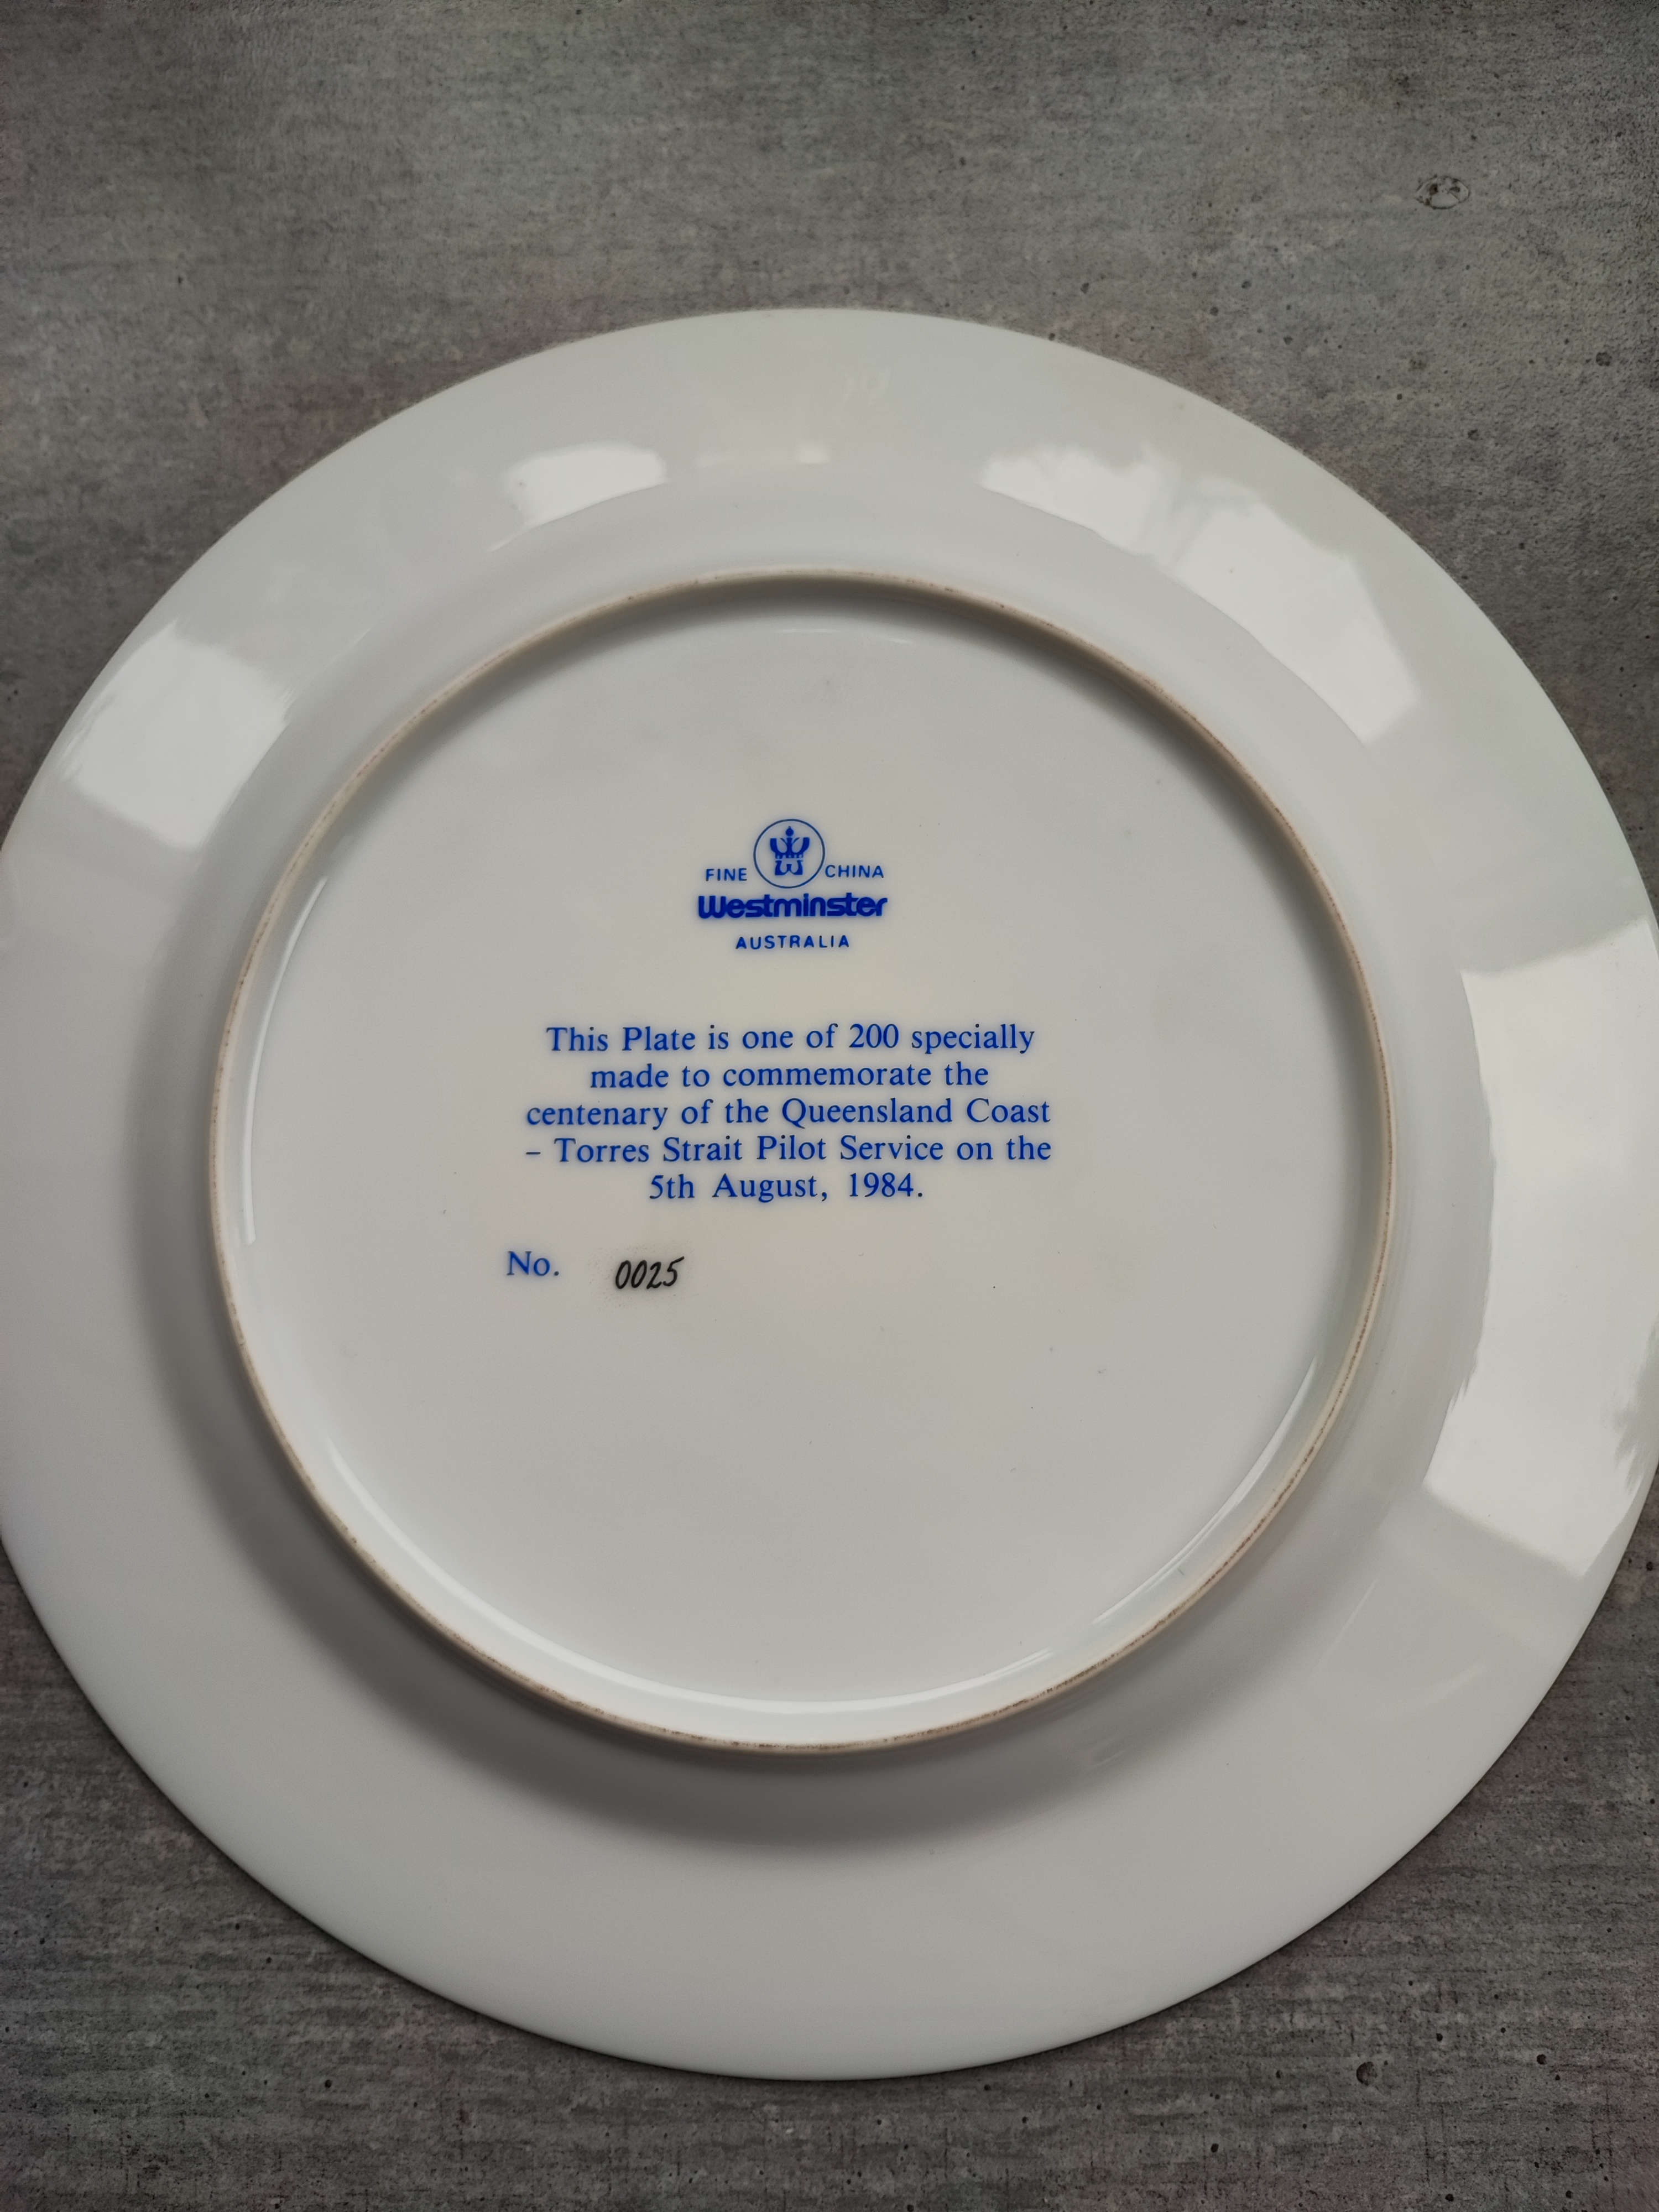 FINE CHINA
Westminster
AUSTRALIA
This Plate is one of 200 specially
made to commemorate the
centenary of the Queensland Coast
– Torres Strait Pilot Service on the
5th August, 1984.
No. 0025